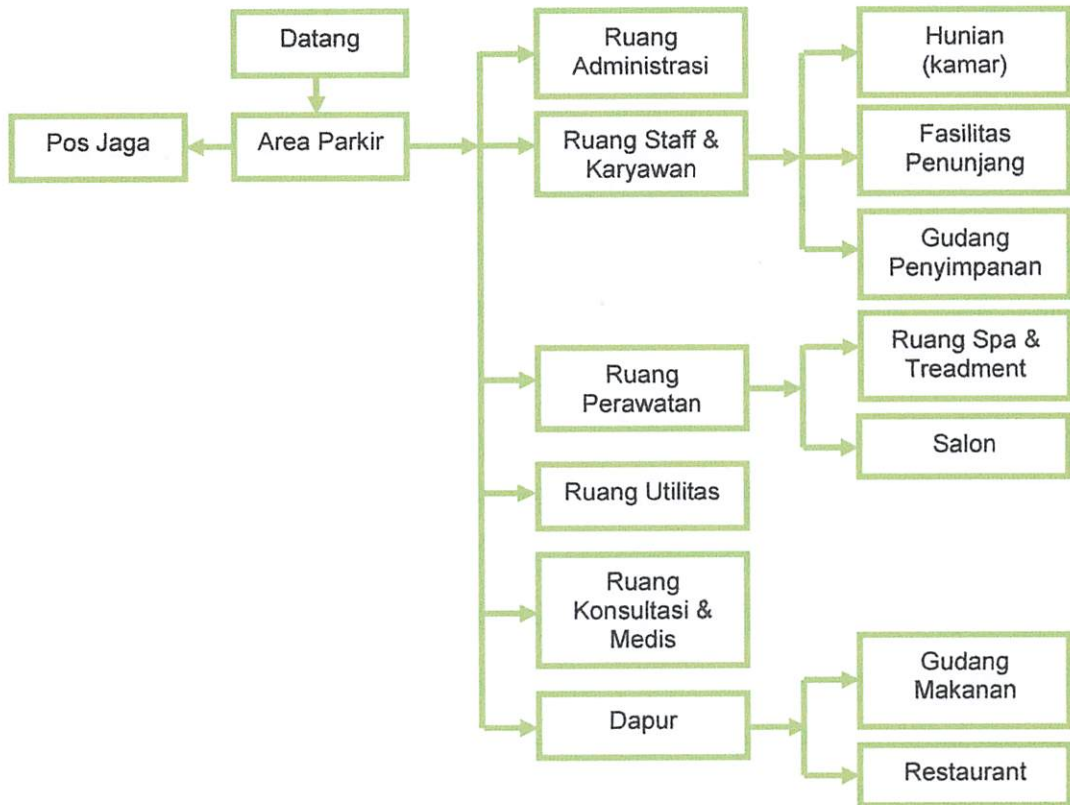 Datang
Pos Jaga
Area Parkir
Ruang
Administrasi
Ruang Staff &
Karyawan
Hunian
(kamar)
Fasilitas
Penunjang
Gudang
Penyimpanan
Ruang
Perawatan
Ruang Spa &
Treadment
Salon
Ruang Utilitas
Ruang
Konsultasi &
Medis
Dapur
Gudang
Makanan
Restaurant